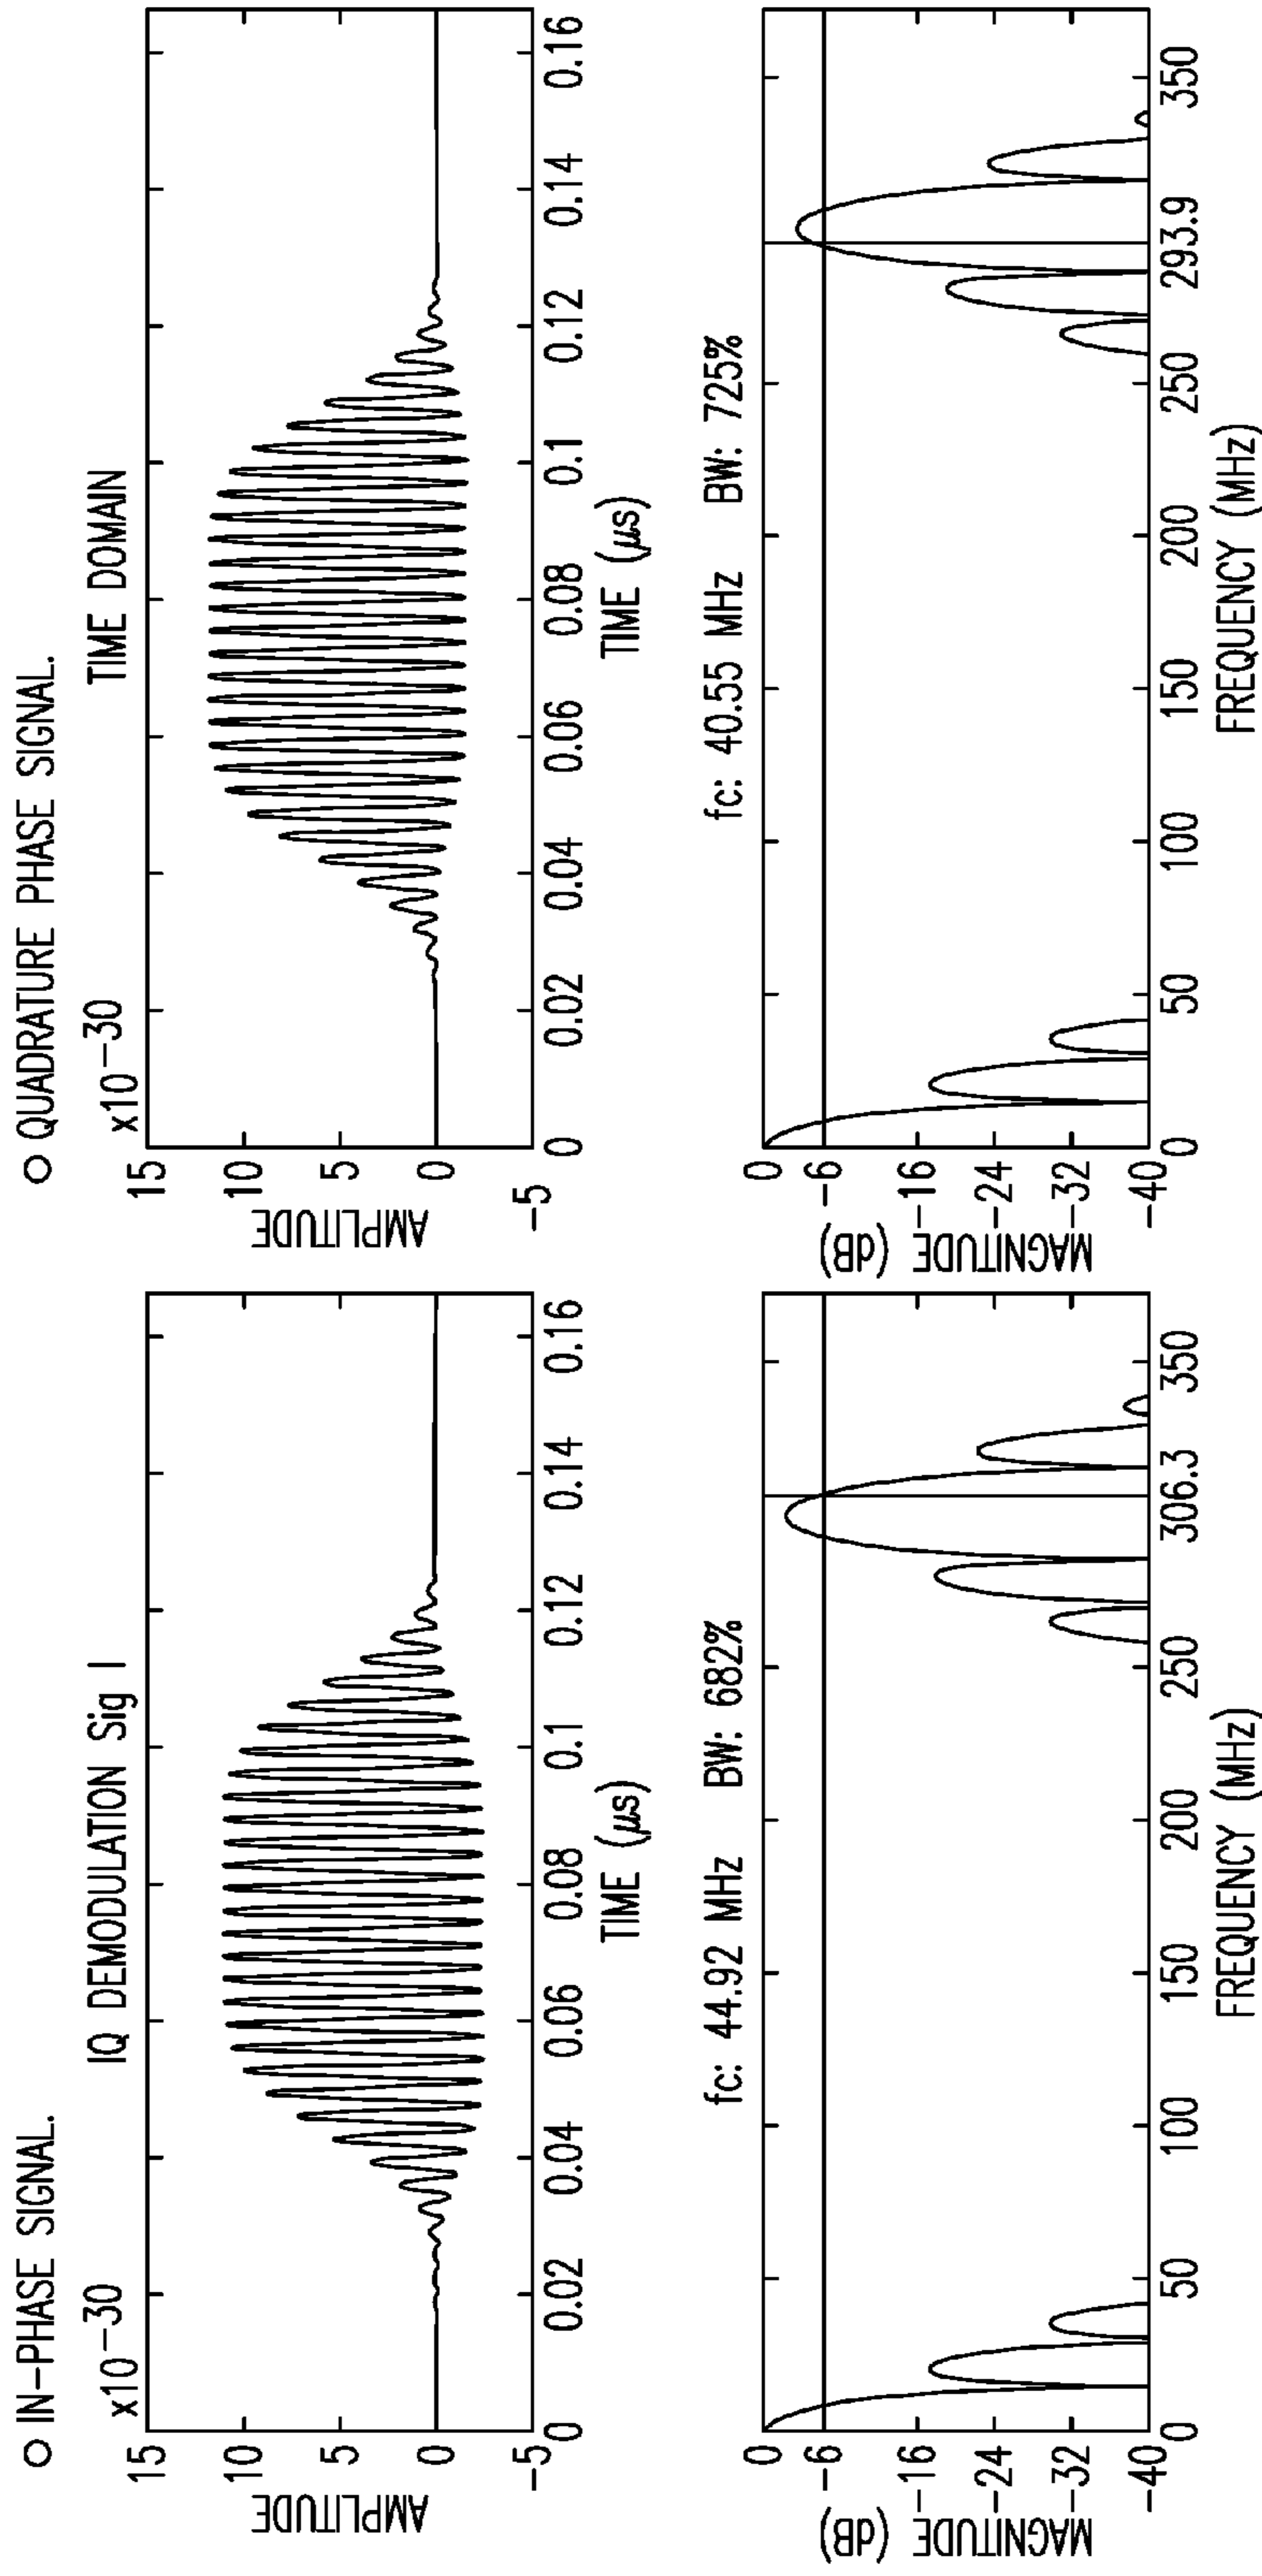 ○ IN-PHASE SIGNAL.
IQ DEMODULATION Sig I
x10-30
15
10
5
0
-5
AMPLITUDE
0 0.02 0.04 0.06 0.08 0.1 0.12 0.14 0.16
TIME (μs)
fc: 44.92 MHz BW: 682%
0
-6
-16
-24
-32
-40
MAGNITUDE (dB)
0 50 100 150 200 250 306.3 350
FREQUENCY (MHz)
○ QUADRATURE PHASE SIGNAL.
TIME DOMAIN
x10-30
15
10
5
0
-5
AMPLITUDE
0 0.02 0.04 0.06 0.08 0.1 0.12 0.14 0.16
TIME (μs)
fc: 40.55 MHz BW: 725%
0
-6
-16
-24
-32
-40
MAGNITUDE (dB)
0 50 100 150 200 250 293.9 350
FREQUENCY (MHz)